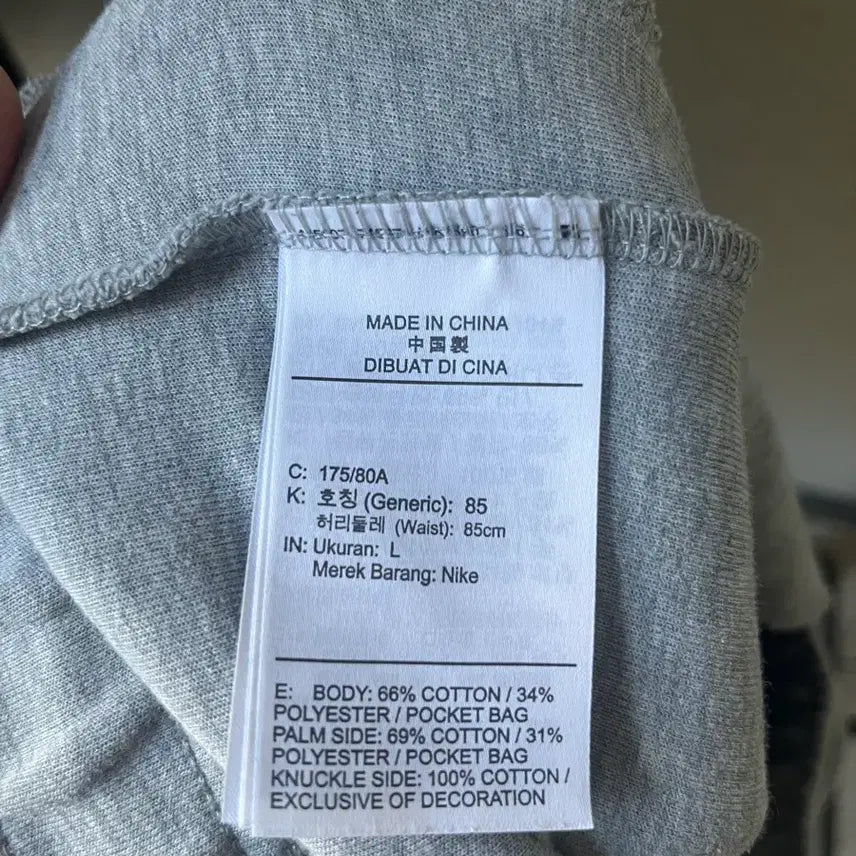 MADE IN CHINA
中国製
DIBUAT DI CINA
C: 175/80A
K: 호칭 (Generic): 85
허리둘레 (Waist): 85cm
IN: Ukuran: L
Merek Barang: Nike
E: BODY: 66% COTTON / 34%
POLYESTER / POCKET BAG
PALM SIDE: 69% COTTON / 31%
POLYESTER / POCKET BAG
KNUCKLE SIDE: 100% COTTON /
EXCLUSIVE OF DECORATION